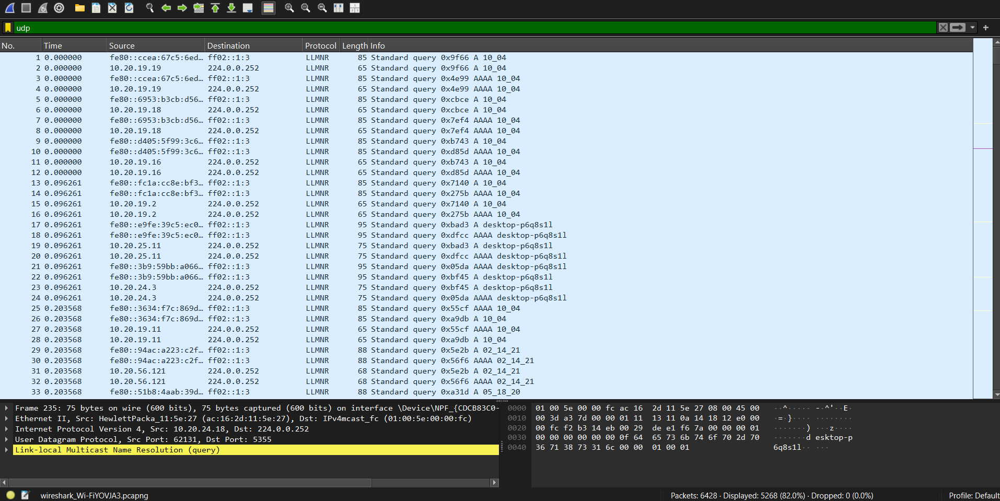 udp
No. Time Source Destination Protocol Length Info
1 0.000000 fe80::ccea:67c5:6ed… ff02::1:3 LLMNR 85 Standard query 0x9f66 A 10_04
2 0.000000 10.20.19.19 224.0.0.252 LLMNR 65 Standard query 0x9f66 A 10_04
3 0.000000 fe80::ccea:67c5:6ed… ff02::1:3 LLMNR 85 Standard query 0x4e99 AAAA 10_04
4 0.000000 10.20.19.19 224.0.0.252 LLMNR 65 Standard query 0x4e99 AAAA 10_04
5 0.000000 fe80::6953:b3cb:d56… ff02::1:3 LLMNR 85 Standard query 0xcbce A 10_04
6 0.000000 10.20.19.18 224.0.0.252 LLMNR 65 Standard query 0xcbce A 10_04
7 0.000000 fe80::6953:b3cb:d56… ff02::1:3 LLMNR 85 Standard query 0x7ef4 AAAA 10_04
8 0.000000 10.20.19.18 224.0.0.252 LLMNR 65 Standard query 0x7ef4 AAAA 10_04
9 0.000000 fe80::d405:5f99:3c6… ff02::1:3 LLMNR 85 Standard query 0xb743 A 10_04
10 0.000000 fe80::d405:5f99:3c6… ff02::1:3 LLMNR 85 Standard query 0xd85d AAAA 10_04
11 0.000000 10.20.19.16 224.0.0.252 LLMNR 65 Standard query 0xb743 A 10_04
12 0.000000 10.20.19.16 224.0.0.252 LLMNR 65 Standard query 0xd85d AAAA 10_04
13 0.096261 fe80::fc1a:cc8e:bf3… ff02::1:3 LLMNR 85 Standard query 0x7140 A 10_04
14 0.096261 fe80::fc1a:cc8e:bf3… ff02::1:3 LLMNR 85 Standard query 0x275b AAAA 10_04
15 0.096261 10.20.19.2 224.0.0.252 LLMNR 65 Standard query 0x7140 A 10_04
16 0.096261 10.20.19.2 224.0.0.252 LLMNR 65 Standard query 0x275b AAAA 10_04
17 0.096261 fe80::e9fe:39c5:ec0… ff02::1:3 LLMNR 95 Standard query 0xbad3 A desktop-p6q8s1l
18 0.096261 fe80::e9fe:39c5:ec0… ff02::1:3 LLMNR 95 Standard query 0xdfcc AAAA desktop-p6q8s1l
19 0.096261 10.20.25.11 224.0.0.252 LLMNR 75 Standard query 0xbad3 A desktop-p6q8s1l
20 0.096261 10.20.25.11 224.0.0.252 LLMNR 75 Standard query 0xdfcc AAAA desktop-p6q8s1l
21 0.096261 fe80::3b9:59bb:a066… ff02::1:3 LLMNR 95 Standard query 0x05da AAAA desktop-p6q8s1l
22 0.096261 fe80::3b9:59bb:a066… ff02::1:3 LLMNR 95 Standard query 0xbf45 A desktop-p6q8s1l
23 0.096261 10.20.24.3 224.0.0.252 LLMNR 75 Standard query 0xbf45 A desktop-p6q8s1l
24 0.096261 10.20.24.3 224.0.0.252 LLMNR 75 Standard query 0x05da AAAA desktop-p6q8s1l
25 0.203568 fe80::3634:f7c:869d… ff02::1:3 LLMNR 85 Standard query 0x55cf AAAA 10_04
26 0.203568 fe80::3634:f7c:869d… ff02::1:3 LLMNR 85 Standard query 0xa9db A 10_04
27 0.203568 10.20.19.11 224.0.0.252 LLMNR 65 Standard query 0x55cf AAAA 10_04
28 0.203568 10.20.19.11 224.0.0.252 LLMNR 65 Standard query 0xa9db A 10_04
29 0.203568 fe80::94ac:a223:c2f… ff02::1:3 LLMNR 88 Standard query 0x5e2b A 02_14_21
30 0.203568 fe80::94ac:a223:c2f… ff02::1:3 LLMNR 88 Standard query 0x56f6 AAAA 02_14_21
31 0.203568 10.20.56.121 224.0.0.252 LLMNR 68 Standard query 0x5e2b A 02_14_21
32 0.203568 10.20.56.121 224.0.0.252 LLMNR 68 Standard query 0x56f6 AAAA 02_14_21
33 0.203568 fe80::51b8:4aab:39d… ff02::1:3 LLMNR 88 Standard query 0xa31d A 05_18_20
Frame 235: 75 bytes on wire (600 bits), 75 bytes captured (600 bits) on interface \Device\NPF_{CDCB83C0-
Ethernet II, Src: HewlettPacka_11:5e:27 (ac:16:2d:11:5e:27), Dst: IPv4mcast_fc (01:00:5e:00:00:fc)
Internet Protocol Version 4, Src: 10.20.24.18, Dst: 224.0.0.252
User Datagram Protocol, Src Port: 62131, Dst Port: 5355
Link-local Multicast Name Resolution (query)
0000 01 00 5e 00 00 fc ac 16 2d 11 5e 27 08 00 45 00 ··^····· -·^'··E·
0010 00 3d a3 7d 00 00 01 11 13 11 0a 14 18 12 e0 00 ·=·}···· ········
0020 00 fc f2 b3 14 eb 00 29 de e1 f6 7a 00 00 00 01 ·······) ···z····
0030 00 00 00 00 00 00 0f 64 65 73 6b 74 6f 70 2d 70 ·······d esktop-p
0040 36 71 38 73 31 6c 00 00 01 00 01 6q8s1l·· ···
wireshark_Wi-FiYOVJA3.pcapng
Packets: 6428 · Displayed: 5268 (82.0%) · Dropped: 0 (0.0%)
Profile: Default